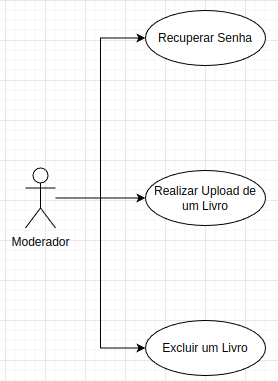 Recuperar Senha
Realizar Upload de
um Livro
Moderador
Excluir um Livro